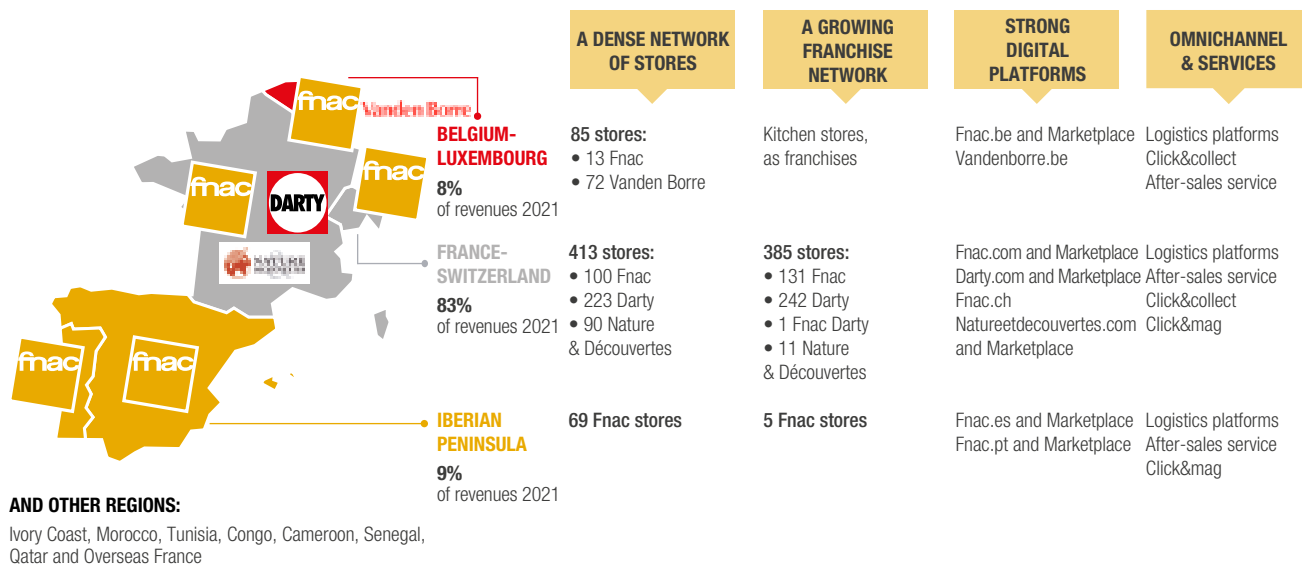 A DENSE NETWORK
OF STORES
A GROWING
FRANCHISE
NETWORK
STRONG
DIGITAL
PLATFORMS
OMNICHANNEL
& SERVICES
fnac
Vanden Borre
fnac
fnac
DARTY
NATURE
fnac
fnac
BELGIUM-
LUXEMBOURG
8%
of revenues 2021
85 stores:
• 13 Fnac
• 72 Vanden Borre
Kitchen stores,
as franchises
Fnac.be and Marketplace
Vandenborre.be
Logistics platforms
Click&collect
After-sales service
FRANCE-
SWITZERLAND
83%
of revenues 2021
413 stores:
• 100 Fnac
• 223 Darty
• 90 Nature
& Découvertes
385 stores:
• 131 Fnac
• 242 Darty
• 1 Fnac Darty
• 11 Nature
& Découvertes
Fnac.com and Marketplace
Darty.com and Marketplace
Fnac.ch
Natureetdecouvertes.com
and Marketplace
Logistics platforms
After-sales service
Click&collect
Click&mag
IBERIAN
PENINSULA
9%
of revenues 2021
69 Fnac stores
5 Fnac stores
Fnac.es and Marketplace
Fnac.pt and Marketplace
Logistics platforms
After-sales service
Click&mag
AND OTHER REGIONS:
Ivory Coast, Morocco, Tunisia, Congo, Cameroon, Senegal,
Qatar and Overseas France